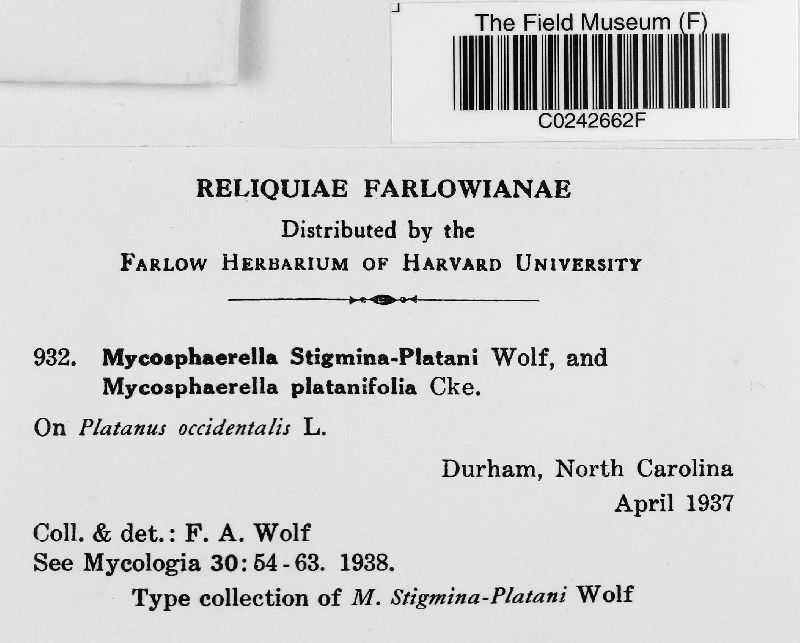 The Field Museum (F)
C0242662F
RELIQUIAE FARLOWIANAE
Distributed by the
FARLOW HERBARIUM OF HARVARD UNIVERSITY
932. Mycosphaerella Stigmina-Platani Wolf, and
Mycosphaerella platanifolia Cke.
On Platanus occidentalis L.
Durham, North Carolina
April 1937
Coll. & det.: F. A. Wolf
See Mycologia 30: 54-63. 1938.
Type collection of M. Stigmina-Platani Wolf